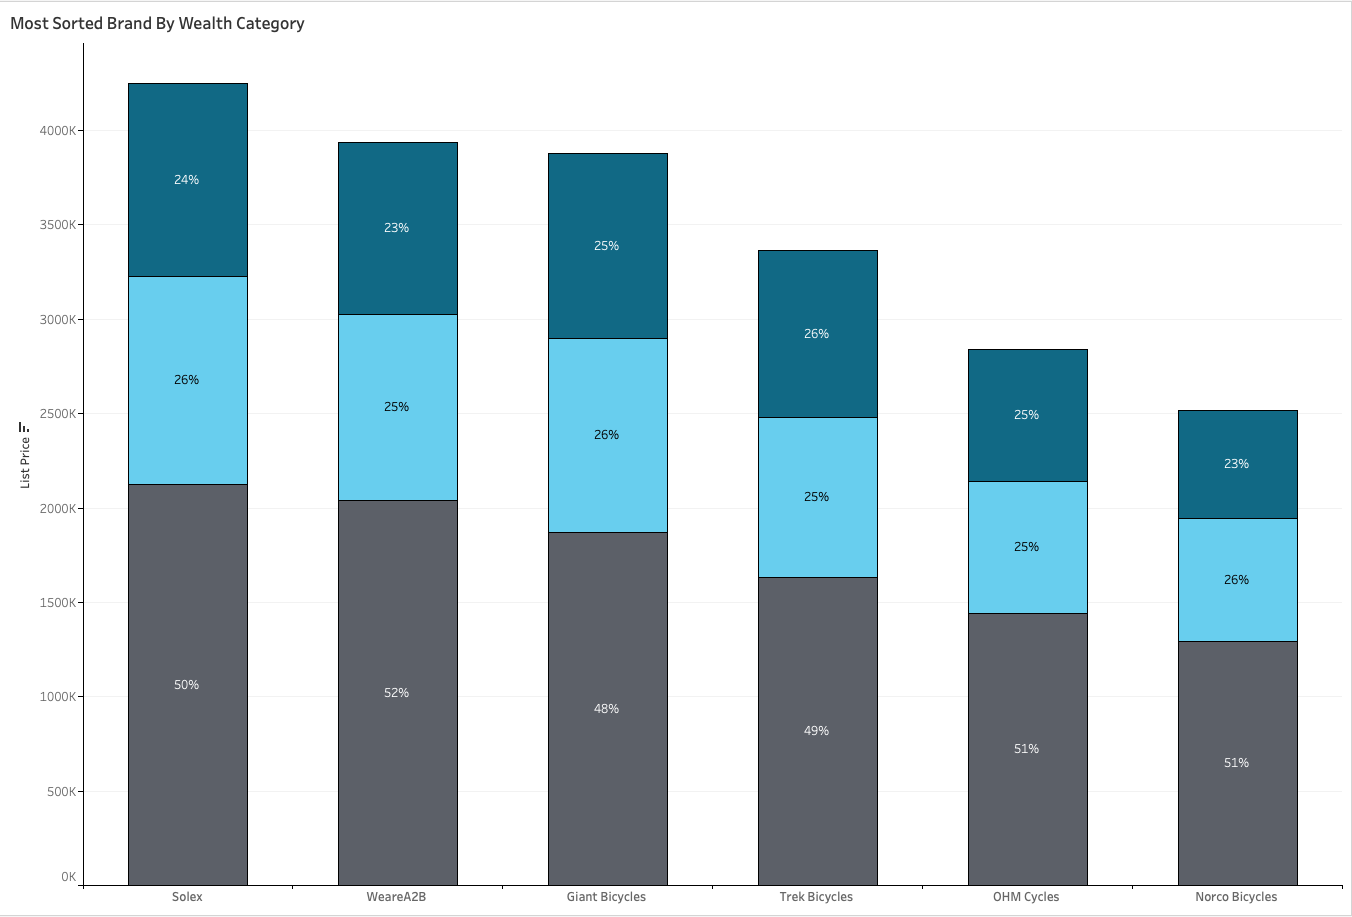 Most Sorted Brand By Wealth Category
List Price
4000K
3500K
3000K
2500K
2000K
1500K
1000K
500K
0K
24%
26%
50%
23%
25%
52%
25%
26%
48%
26%
25%
49%
25%
25%
51%
23%
26%
51%
Solex
WeareA2B
Giant Bicycles
Trek Bicycles
OHM Cycles
Norco Bicycles